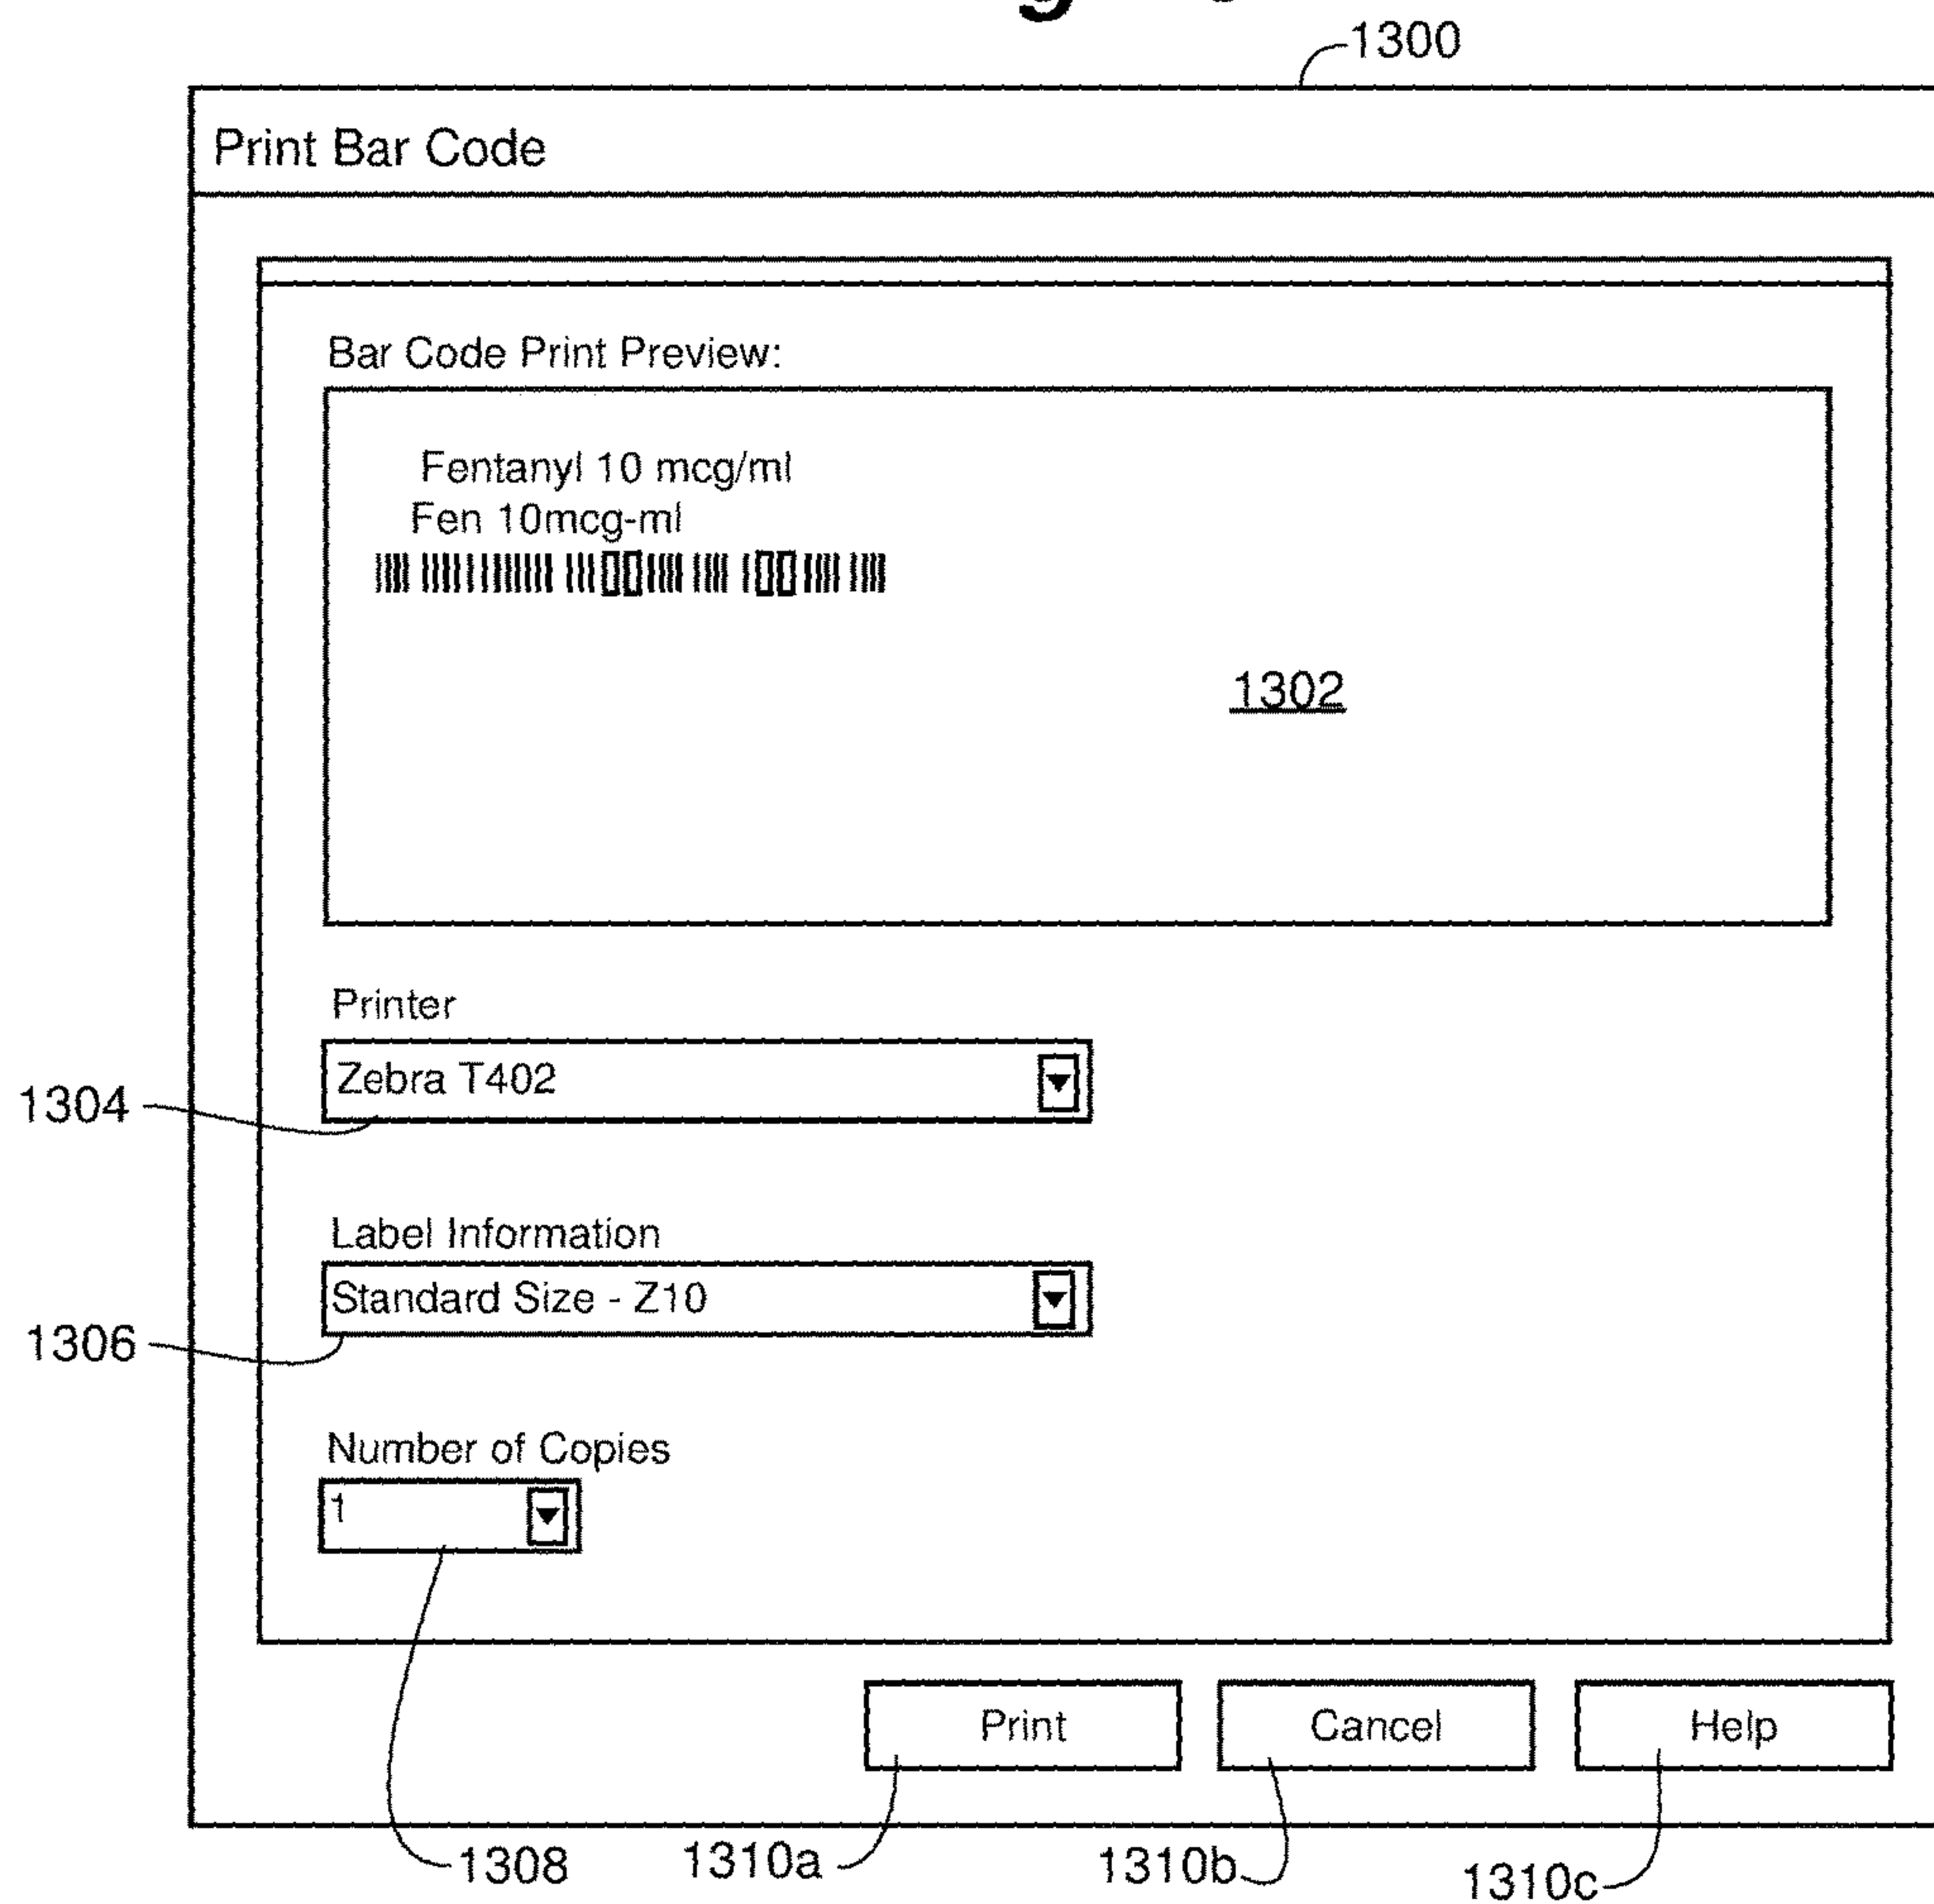 1300
Print Bar Code
Bar Code Print Preview:
Fentanyl 10 mcg/ml
Fen 10mcg-ml
1302
Printer
Zebra T402
1304
Label Information
Standard Size - Z10
1306
Number of Copies
1
Print Cancel Help
1308 1310a 1310b 1310c